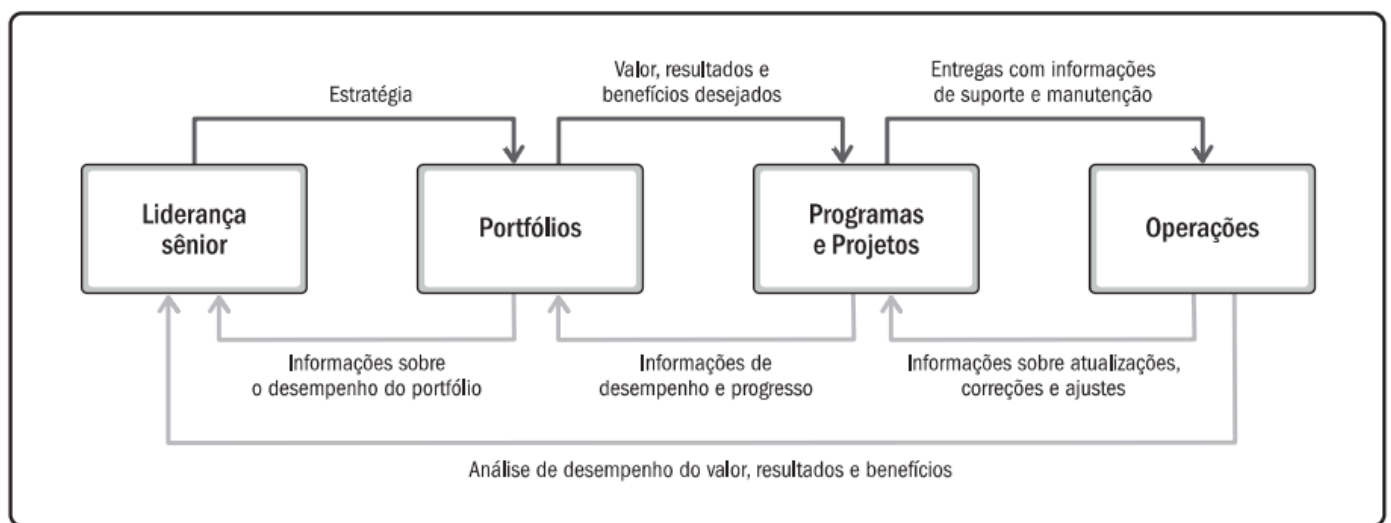 Estratégia
Valor, resultados e
benefícios desejados
Entregas com informações
de suporte e manutenção
Liderança
sênior
Portfólios
Programas
e Projetos
Operações
Informações sobre
o desempenho do portfólio
Informações de
desempenho e progresso
Informações sobre atualizações,
correções e ajustes
Análise de desempenho do valor, resultados e benefícios